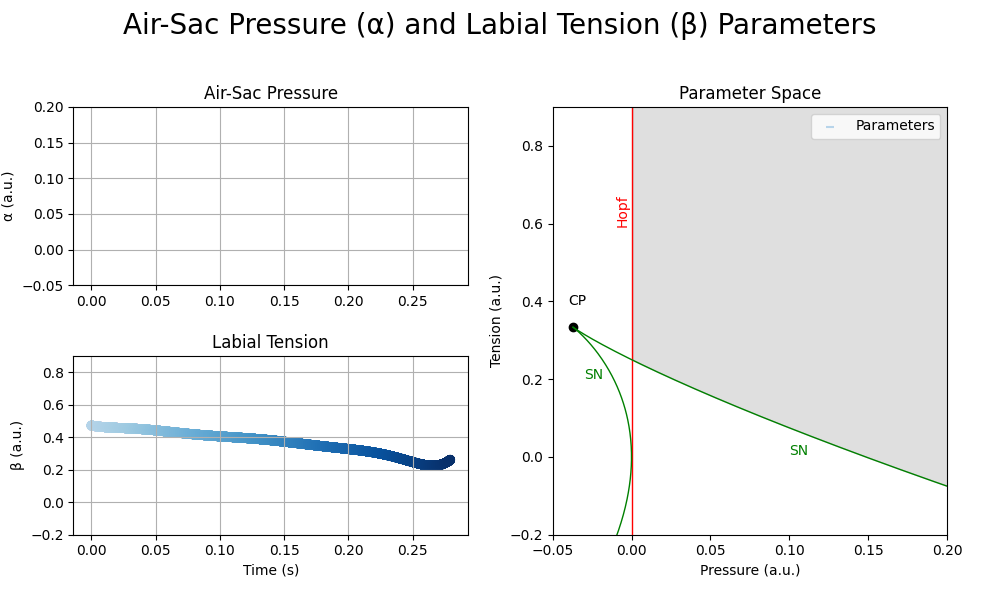 Air-Sac Pressure (α) and Labial Tension (β) Parameters
Air-Sac Pressure
α (a.u.)
0.20
0.15
0.10
0.05
0.00
−0.05
0.00 0.05 0.10 0.15 0.20 0.25
Labial Tension
β (a.u.)
0.8
0.6
0.4
0.2
0.0
−0.2
0.00 0.05 0.10 0.15 0.20 0.25
Time (s)
Parameter Space
Parameters
Tension (a.u.)
0.8
0.6
0.4
0.2
0.0
−0.2
Hopf
CP
SN
SN
−0.05 0.00 0.05 0.10 0.15 0.20
Pressure (a.u.)